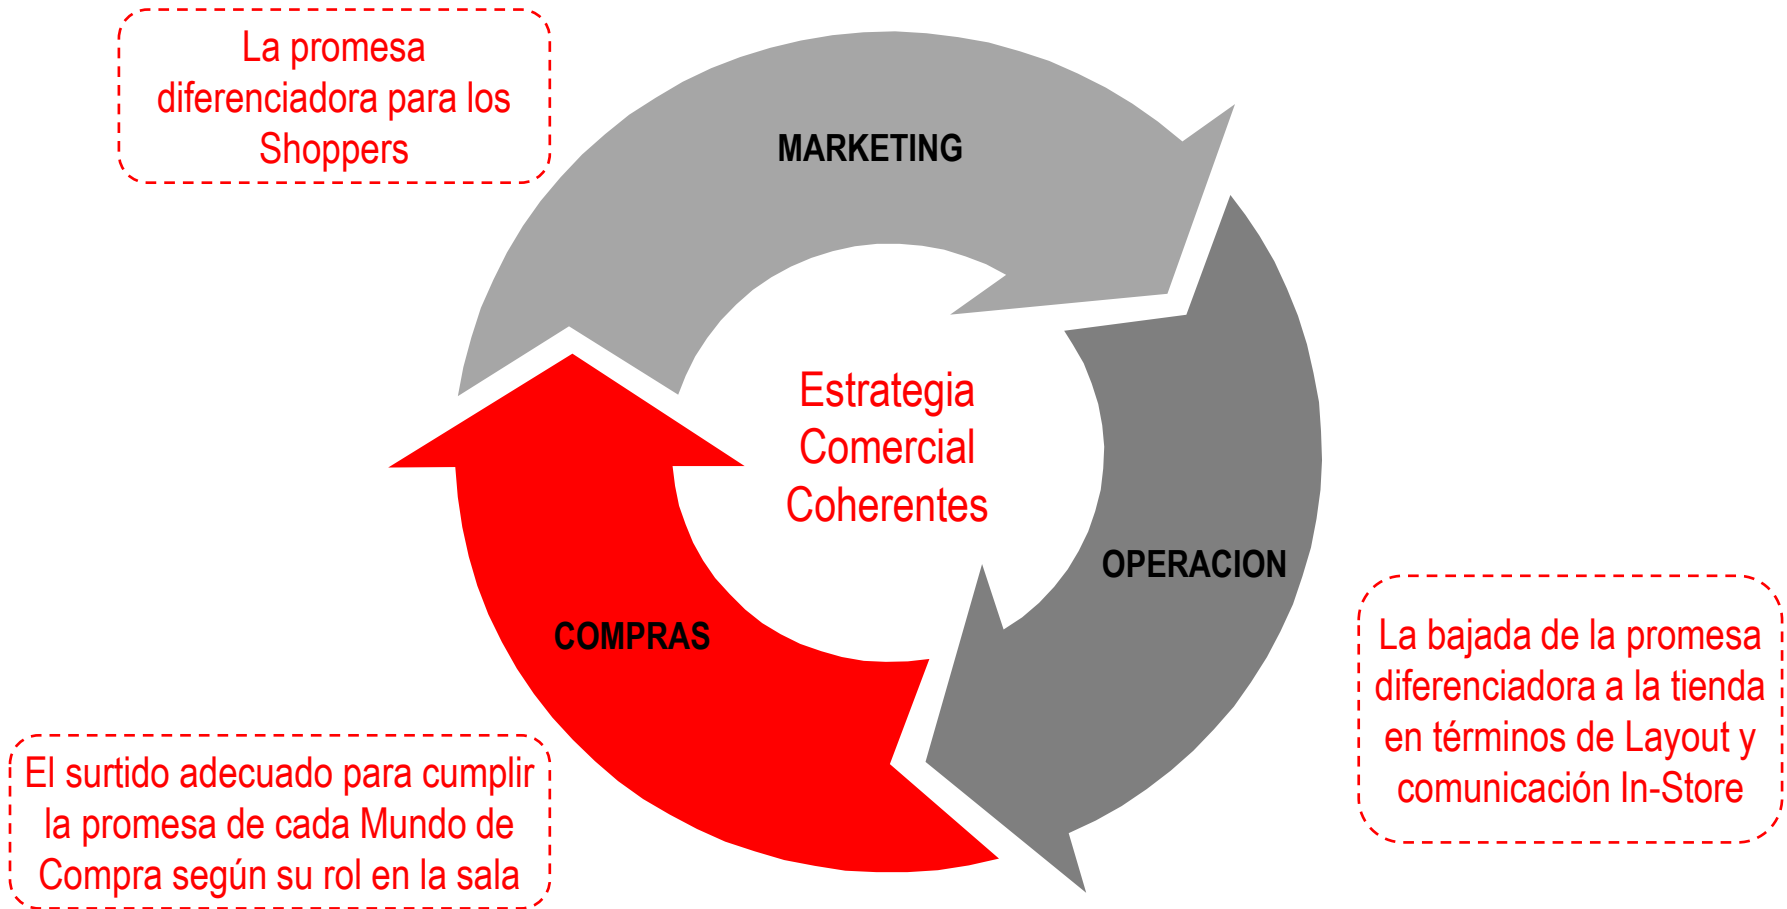 La promesa
diferenciadora para los
Shoppers
MARKETING
Estrategia
Comercial
Coherentes
OPERACION
COMPRAS
La bajada de la promesa
diferenciadora a la tienda
en términos de Layout y
comunicación In-Store
El surtido adecuado para cumplir
la promesa de cada Mundo de
Compra según su rol en la sala